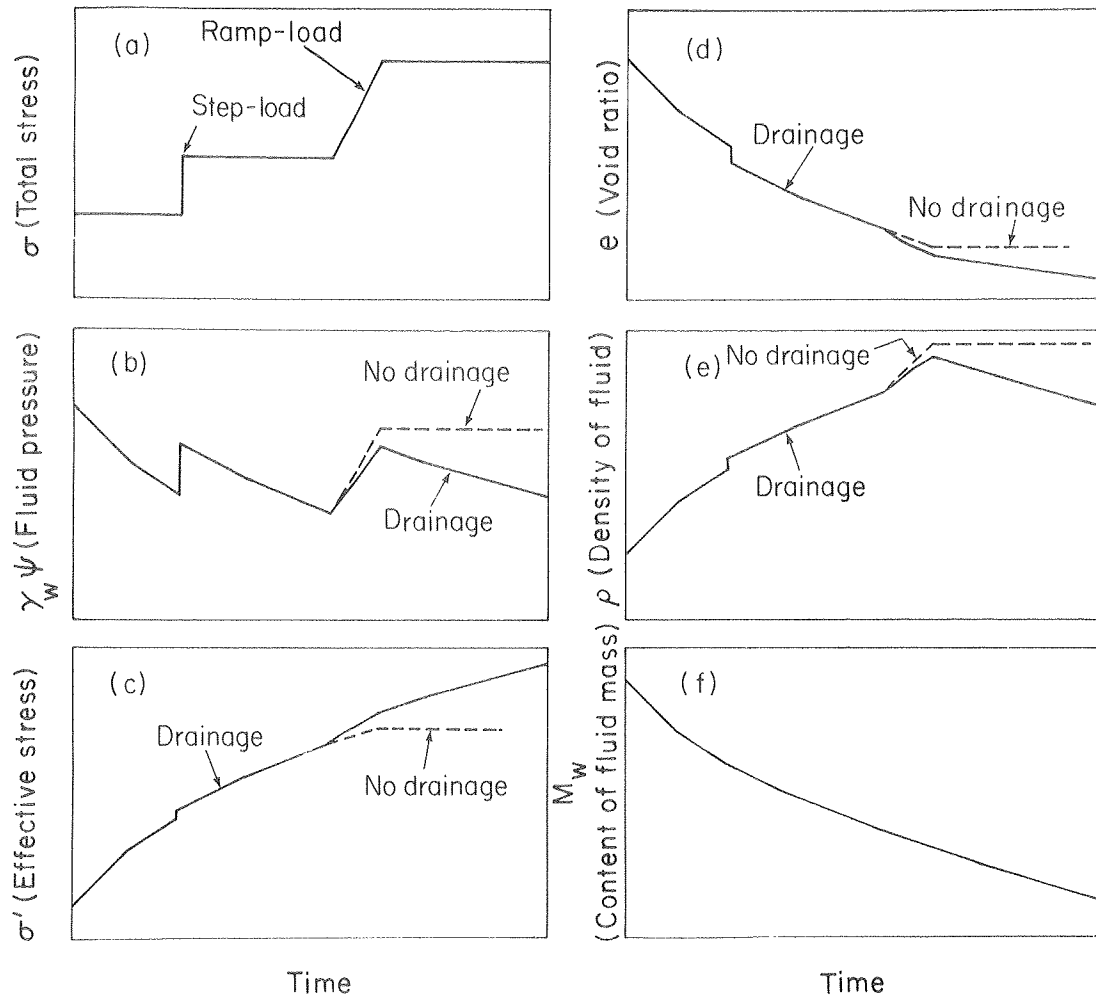 (a)
Ramp-load
Step-load
σ (Total stress)
(d)
Drainage
No drainage
e (Void ratio)
(b)
No drainage
Drainage
γwψ (Fluid pressure)
(e)
No drainage
Drainage
ρ (Density of fluid)
(c)
Drainage
No drainage
σ' (Effective stress)
Time
(f)
Mw
(Content of fluid mass)
Time